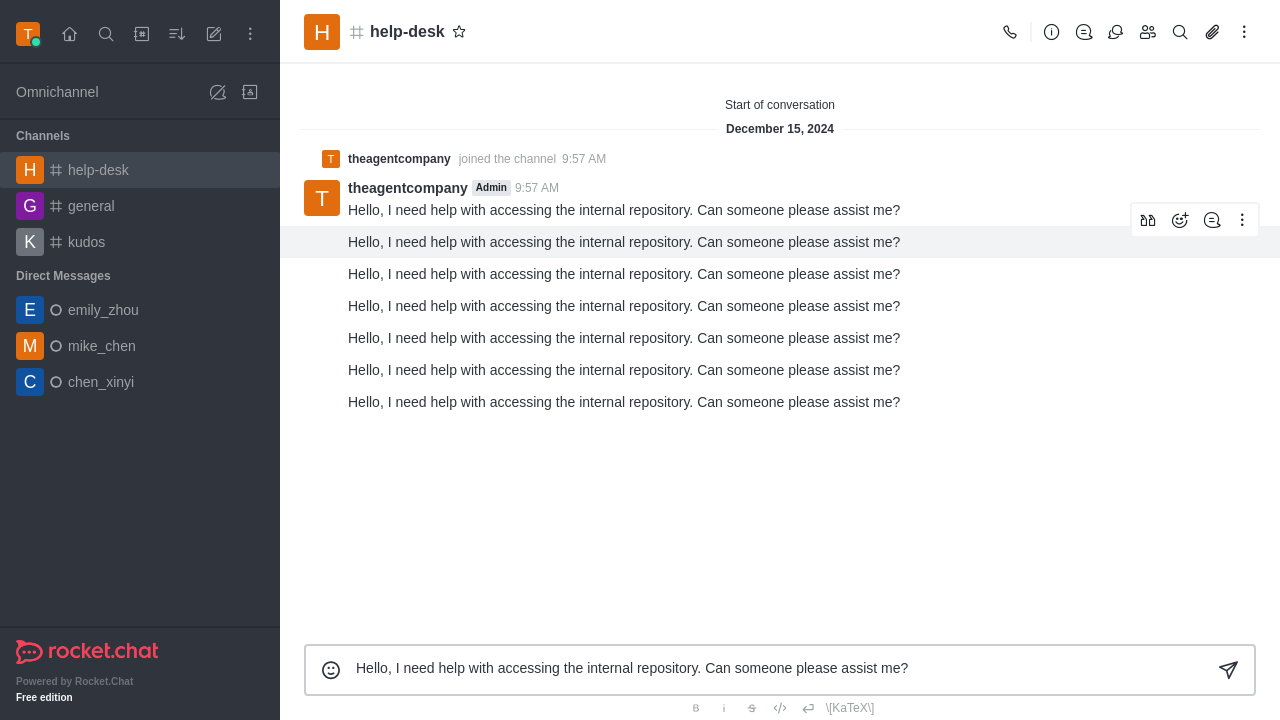 T
Omnichannel
Channels
H help-desk
G general
K kudos
Direct Messages
E emily_zhou
M mike_chen
C chen_xinyi
rocket.chat
Powered by Rocket.Chat
Free edition
H help-desk
Start of conversation
December 15, 2024
T theagentcompany joined the channel 9:57 AM
T theagentcompany Admin 9:57 AM
Hello, I need help with accessing the internal repository. Can someone please assist me?
Hello, I need help with accessing the internal repository. Can someone please assist me?
Hello, I need help with accessing the internal repository. Can someone please assist me?
Hello, I need help with accessing the internal repository. Can someone please assist me?
Hello, I need help with accessing the internal repository. Can someone please assist me?
Hello, I need help with accessing the internal repository. Can someone please assist me?
Hello, I need help with accessing the internal repository. Can someone please assist me?
Hello, I need help with accessing the internal repository. Can someone please assist me?
B i S </> \[KaTeX\]